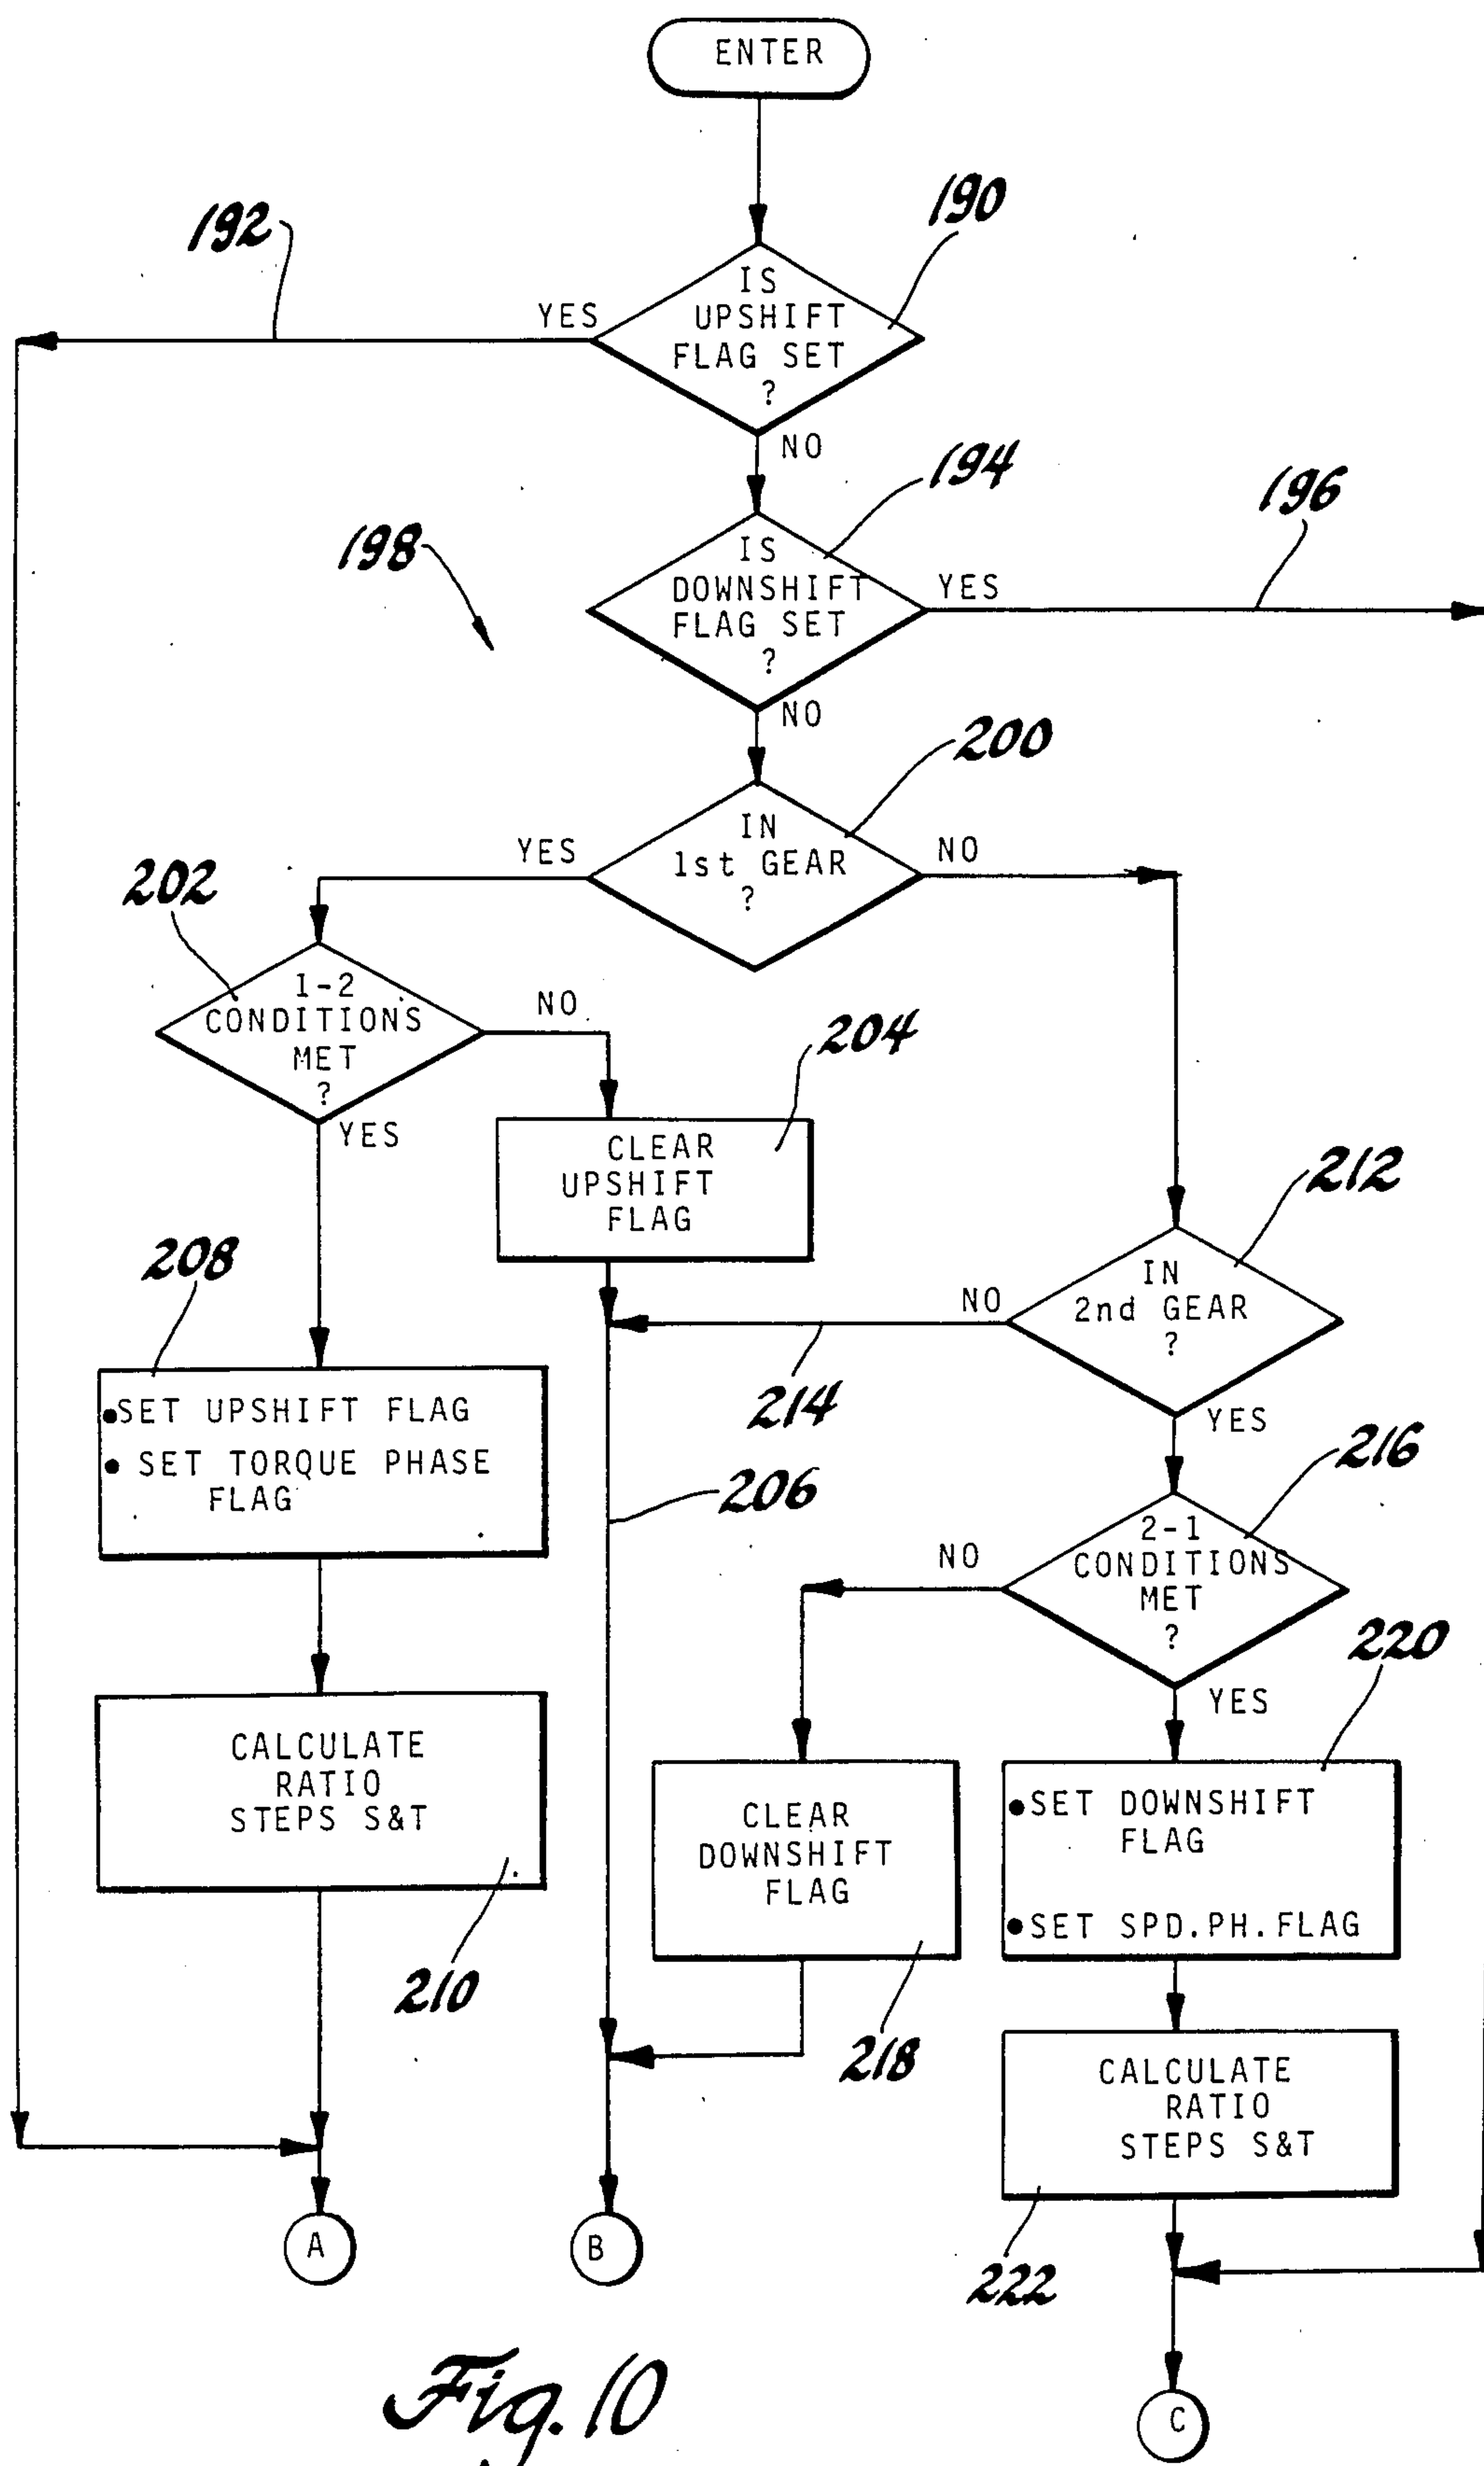 ENTER
190
192
IS
UPSHIFT
FLAG SET
?
YES
NO
194
196
198
IS
DOWNSHIFT
FLAG SET
?
YES
NO
200
IN
1st GEAR
?
YES
NO
202
1-2
CONDITIONS
MET
?
NO
YES
204
CLEAR
UPSHIFT
FLAG
212
IN
2nd GEAR
?
NO
YES
214
208
•SET UPSHIFT FLAG
• SET TORQUE PHASE
FLAG
206
216
2-1
CONDITIONS
MET
?
NO
YES
220
CALCULATE
RATIO
STEPS S&T
210
CLEAR
DOWNSHIFT
FLAG
218
•SET DOWNSHIFT
FLAG
•SET SPD.PH.FLAG
CALCULATE
RATIO
STEPS S&T
222
A
B
C
Fig. 10